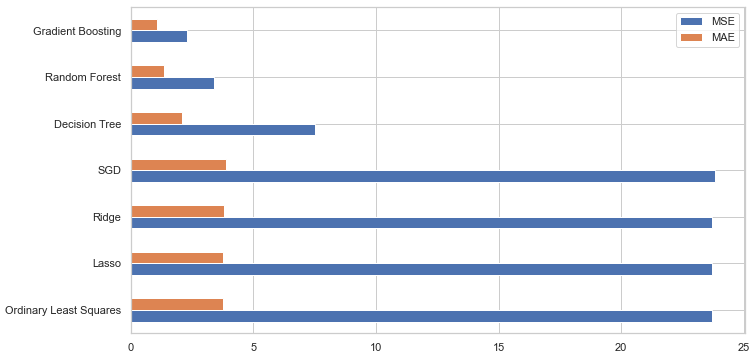 MSE
MAE
Gradient Boosting
Random Forest
Decision Tree
SGD
Ridge
Lasso
Ordinary Least Squares
0 5 10 15 20 25